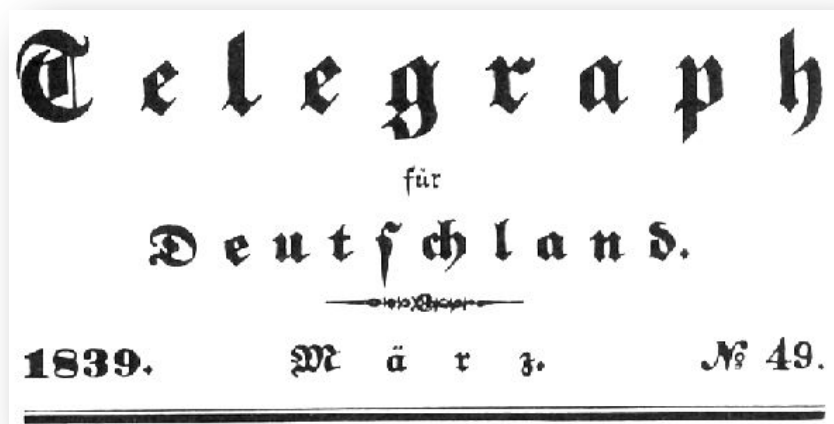 Telegraph
für
Deutschland.
1839. März. № 49.